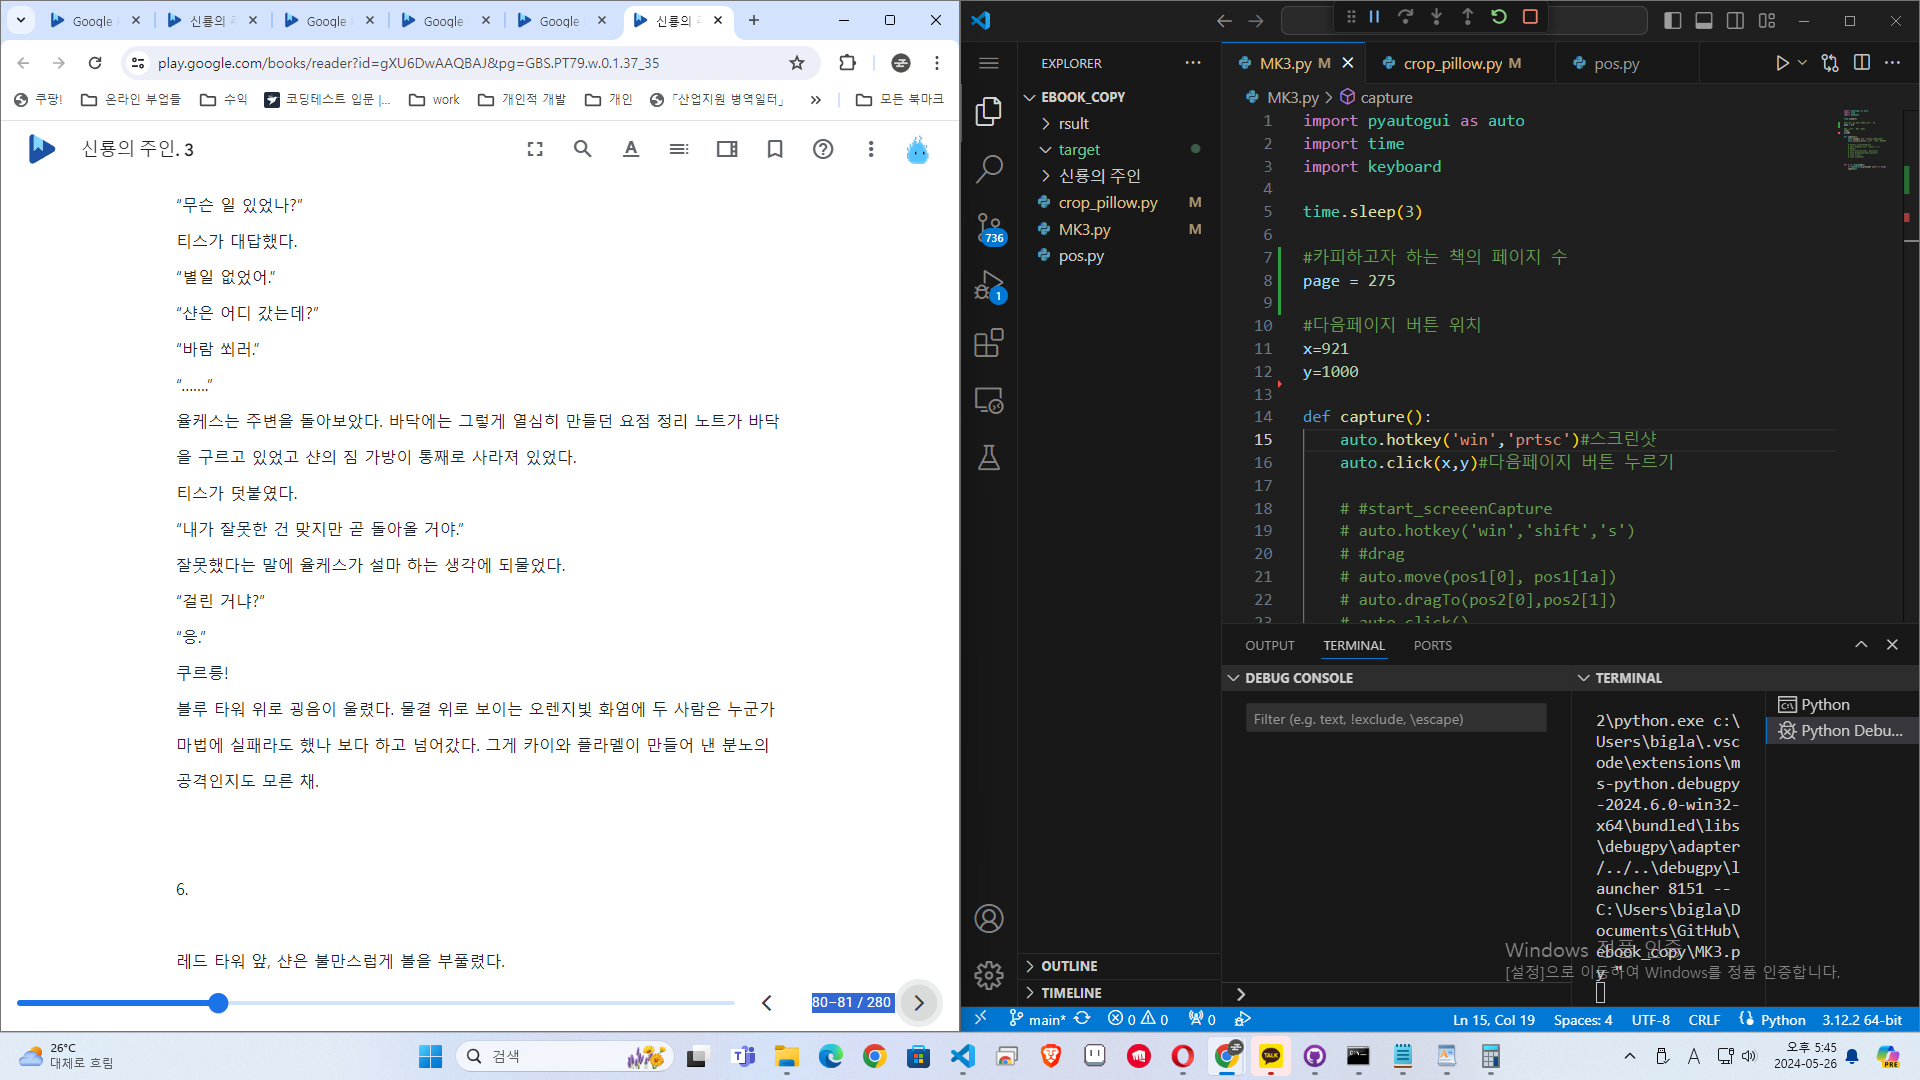 Google
신룡의 주
Google
Google
Google
신룡의 주
play.google.com/books/reader?id=gXU6DwAAQBAJ&pg=GBS.PT79.w.0.1.37_35
쿠팡!
온라인 부업들
수익
코딩테스트 입문 |...
work
개인적 개발
개인
「산업지원 병역일터」
»
모든 북마크
신룡의 주인. 3
“무슨 일 있었나?”
티스가 대답했다.
“별일 없었어.”
“샨은 어디 갔는데?”
“바람 쐬러.”
“…….”
율케스는 주변을 돌아보았다. 바닥에는 그렇게 열심히 만들던 요점 정리 노트가 바닥
을 구르고 있었고 샨의 짐 가방이 통째로 사라져 있었다.
티스가 덧붙였다.
“내가 잘못한 건 맞지만 곧 돌아올 거야.”
잘못했다는 말에 율케스가 설마 하는 생각에 되물었다.
“걸린 거냐?”
“응.”
쿠르릉!
블루 타워 위로 굉음이 울렸다. 물결 위로 보이는 오렌지빛 화염에 두 사람은 누군가
마법에 실패라도 했나 보다 하고 넘어갔다. 그게 카이와 플라멜이 만들어 낸 분노의
공격인지도 모른 채.
6.
레드 타워 앞, 샨은 불만스럽게 볼을 부풀렸다.
80–81 / 280
EXPLORER
EBOOK_COPY
rsult
target
신룡의 주인
crop_pillow.py M
MK3.py M
pos.py
736
1
OUTLINE
TIMELINE
MK3.py M
crop_pillow.py M
pos.py
MK3.py > capture
1 import pyautogui as auto
2 import time
3 import keyboard
4
5 time.sleep(3)
6
7 #카피하고자 하는 책의 페이지 수
8 page = 275
9
10 #다음페이지 버튼 위치
11 x=921
12 y=1000
13
14 def capture():
15 auto.hotkey('win','prtsc')#스크린샷
16 auto.click(x,y)#다음페이지 버튼 누르기
17
18 # #start_screeenCapture
19 # auto.hotkey('win','shift','s')
20 # #drag
21 # auto.move(pos1[0], pos1[1a])
22 # auto.dragTo(pos2[0],pos2[1])
23 # auto.click()
OUTPUT
TERMINAL
PORTS
DEBUG CONSOLE
Filter (e.g. text, !exclude, \escape)
TERMINAL
2\python.exe c:\
Users\bigla\.vsc
ode\extensions\m
s-python.debugpy
-2024.6.0-win32-
x64\bundled\libs
\debugpy\adapter
/../..\debugpy\l
auncher 8151 --
C:\Users\bigla\D
ocuments\GitHub\
ebook_copy\MK3.p
y "
Python
Python Debu...
Windows 정품 인증
[설정]으로 이동하여 Windows를 정품 인증합니다.
main*
0
0
0
Ln 15, Col 19
Spaces: 4
UTF-8
CRLF
Python
3.12.2 64-bit
26°C
대체로 흐림
검색
TALK
A
오후 5:45
2024-05-26
PRE